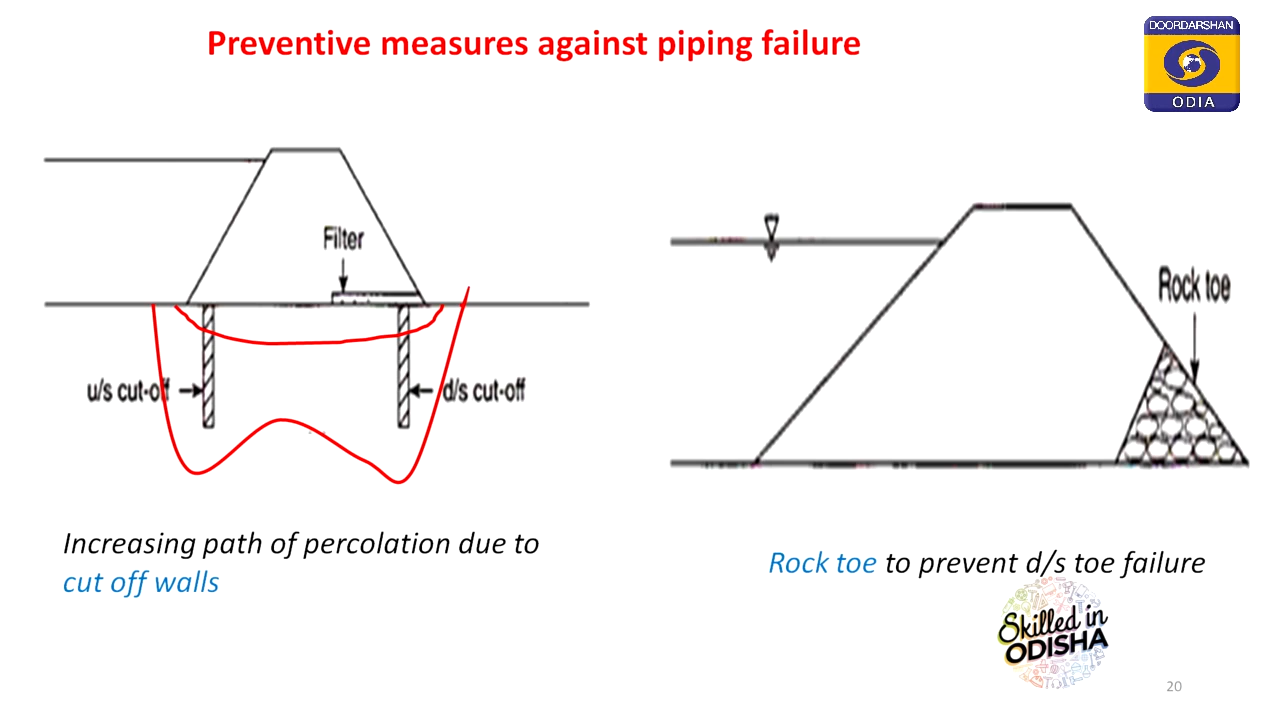 Preventive measures against piping failure
DOORDARSHAN
ODIA
Filter
u/s cut-off
d/s cut-off
Rock toe
Increasing path of percolation due to
cut off walls
Rock toe to prevent d/s toe failure
Skilled in
ODISHA
20